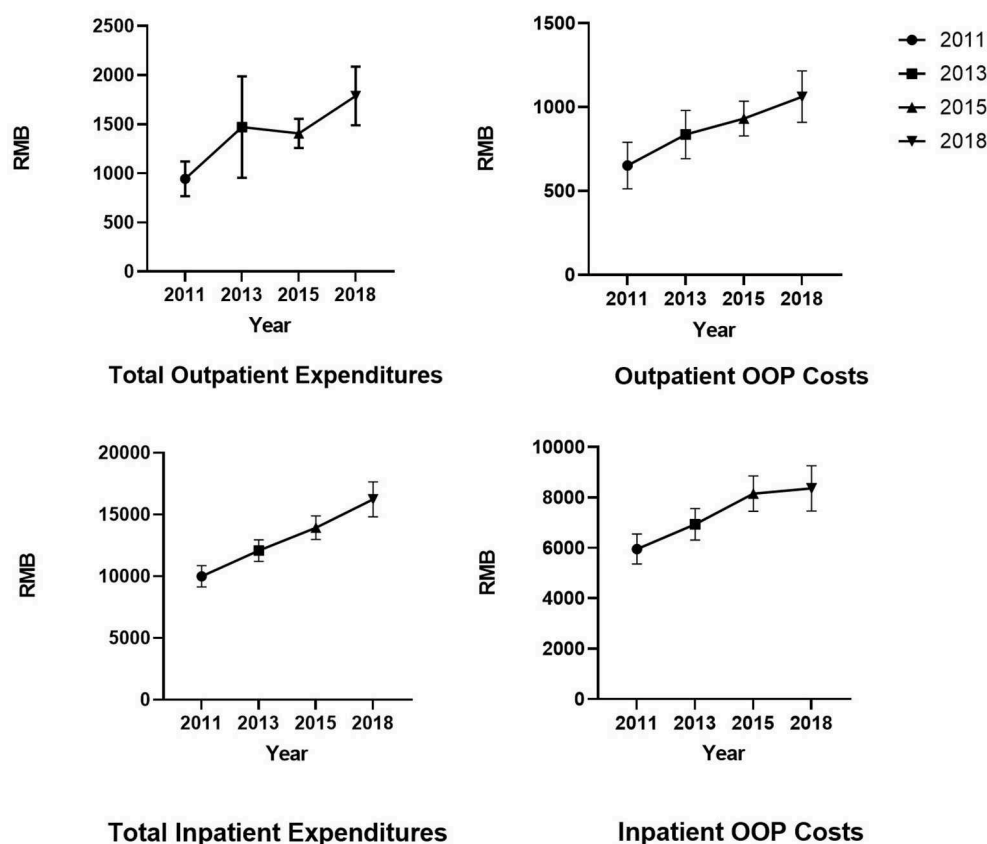 2500
2000
1500
1000
500
0
RMB
2011 2013 2015 2018
Year
Total Outpatient Expenditures
1500
1000
500
0
RMB
2011 2013 2015 2018
Year
Outpatient OOP Costs
2011
2013
2015
2018
20000
15000
10000
5000
0
RMB
2011 2013 2015 2018
Year
Total Inpatient Expenditures
10000
8000
6000
4000
2000
0
RMB
2011 2013 2015 2018
Year
Inpatient OOP Costs